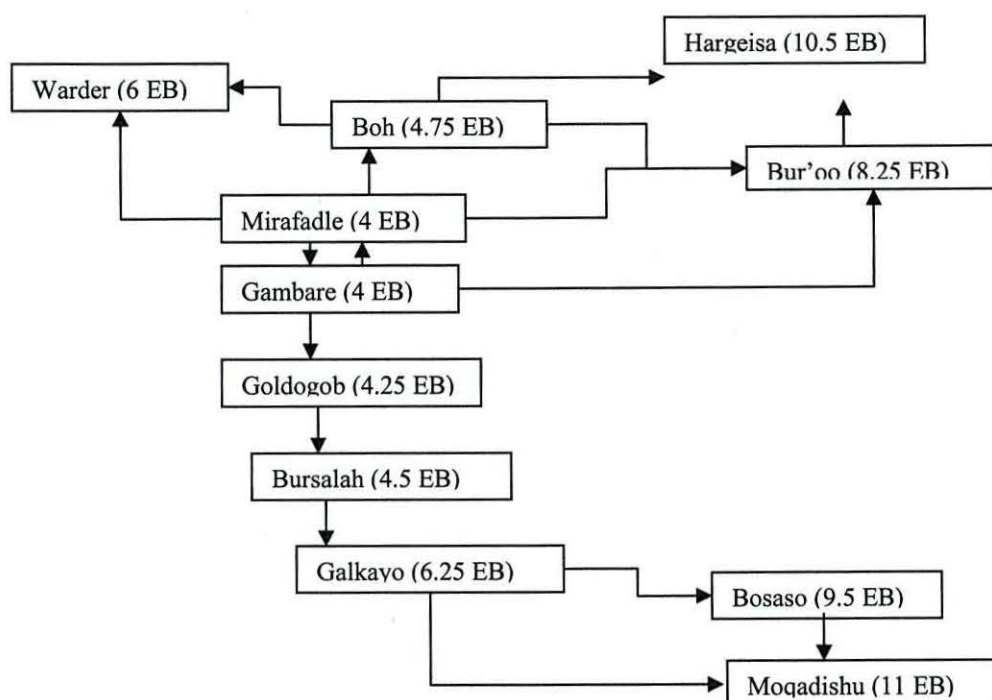 Hargeisa (10.5 EB)
Warder (6 EB)
Boh (4.75 EB)
Bur’oo (8.25 EB)
Mirafadle (4 EB)
Gambare (4 EB)
Goldogob (4.25 EB)
Bursalah (4.5 EB)
Galkayo (6.25 EB)
Bosaso (9.5 EB)
Mogadishu (11 EB)